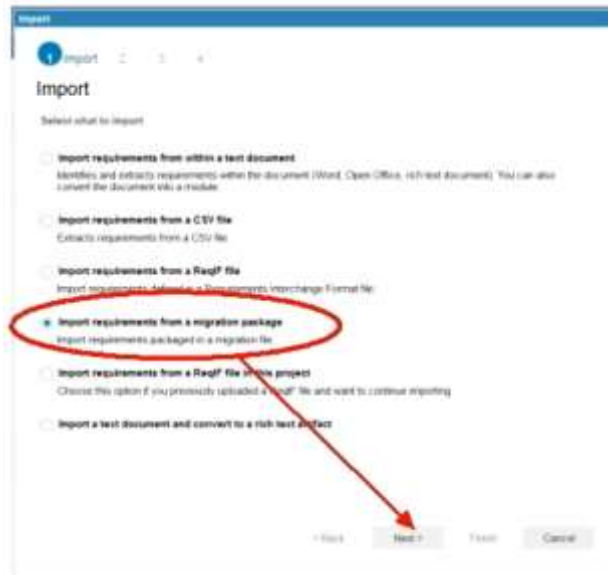 Import
1 Import 2 3 4
Import
Select what to import
Import requirements from within a text document
Identifies and extracts requirements within the document (Word, Open Office, rich text document). You can also
convert the document into a module.
Import requirements from a CSV file
Extracts requirements from a CSV file
Import requirements from a ReqIF file
Import requirements defined in a Requirements Interchange Format file.
Import requirements from a migration package
Import requirements packaged in a migration file.
Import requirements from a ReqIF file in this project
Choose this option if you previously uploaded a ReqIF file and want to continue importing
Import a text document and convert to a rich text artifact
< Back Next > Finish Cancel